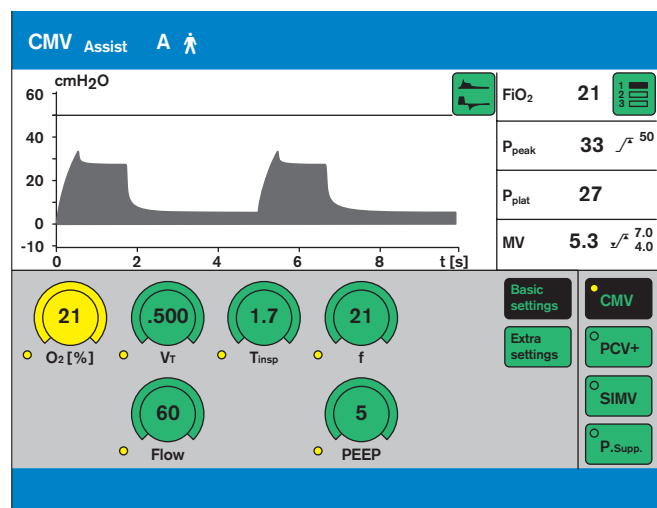 CMV Assist A
cmH2O
60
40
20
0
-10
0 2 4 6 8 t [s]
FiO2 21 1 2 3
Ppeak 33 50
Pplat 27
MV 5.3 7.0 4.0
21 .500 1.7 21
O2 [%] VT Tinsp f
60 5
Flow PEEP
Basic
settings
Extra
settings
CMV
PCV+
SIMV
P.Supp.